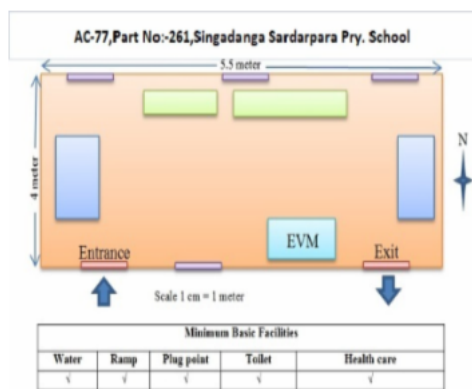 AC-77,Part No:-261,Singadanga Sardarpara Pry. School
5.5 meter
4 meter
N
EVM
Entrance
Exit
Scale 1 cm = 1 meter
Minimum Basic Facilities
Water Ramp Plug point Toilet Health care
√ √ √ √ √